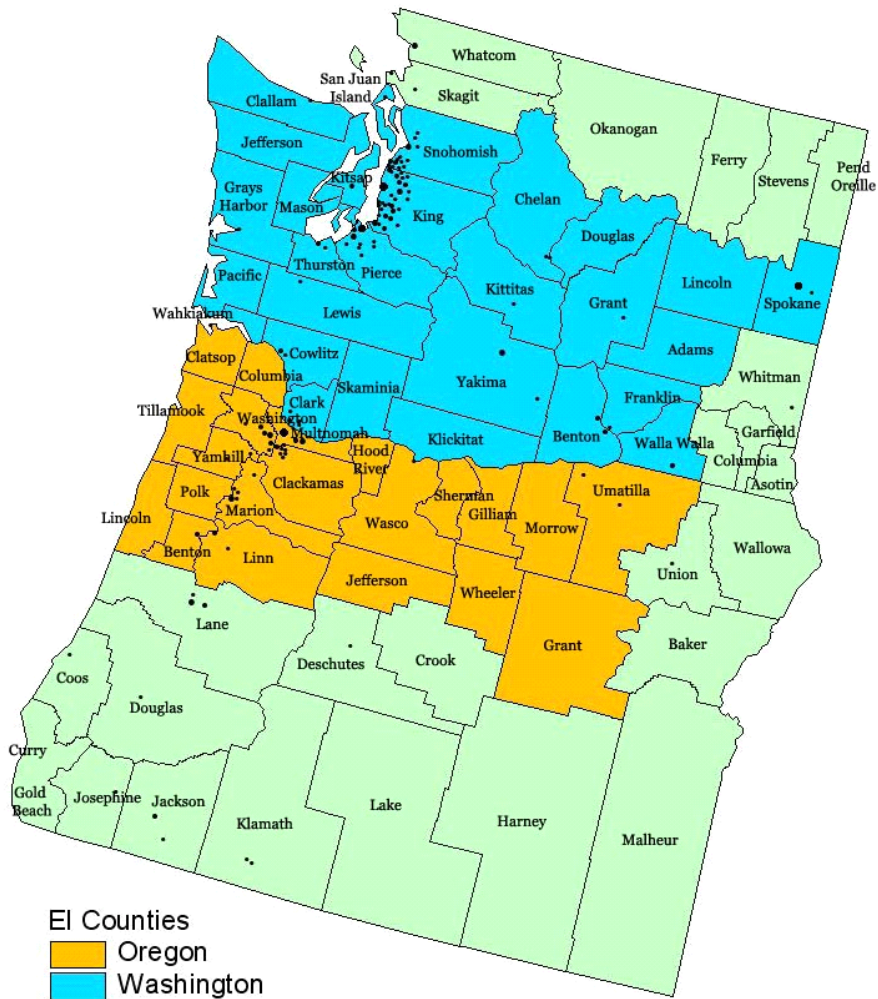 Whatcom
San Juan
Island
Skagit
Clallam
Okanogan
Jefferson
Snohomish
Ferry
Stevens
Pend
Oreille
Kitsap
Grays
Harbor
Mason
Chelan
King
Douglas
Thurston
Pierce
Pacific
Kittitas
Lincoln
Grant
Spokane
Wahkiakum
Lewis
Adams
Clatsop
Cowlitz
Columbia
Skaminia
Yakima
Whitman
Franklin
Clark
Tillamook
Washington
Multnomah
Klickitat
Benton
Walla Walla
Garfield
Columbia
Asotin
Yamhill
Hood
River
Clackamas
Polk
Marion
Sherman
Gilliam
Umatilla
Lincoln
Wasco
Morrow
Benton
Linn
Wallowa
Jefferson
Union
Wheeler
Lane
Grant
Baker
Deschutes
Crook
Coos
Douglas
Curry
Gold
Beach
Josephine
Jackson
Klamath
Lake
Harney
Malheur
EI Counties
Oregon
Washington